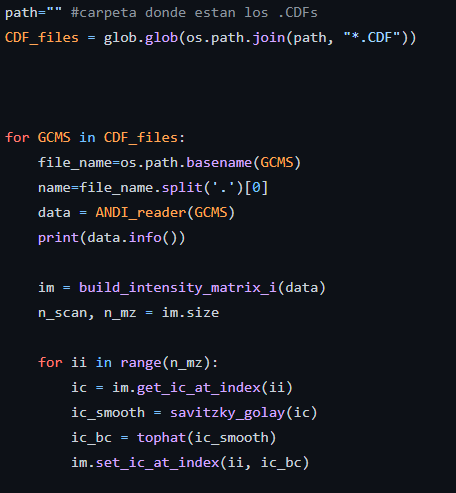 path="" #carpeta donde estan los .CDFs
CDF_files = glob.glob(os.path.join(path, "*.CDF"))
for GCMS in CDF_files:
    file_name=os.path.basename(GCMS)
    name=file_name.split('.')[0]
    data = ANDI_reader(GCMS)
    print(data.info())
    im = build_intensity_matrix_i(data)
    n_scan, n_mz = im.size
    for ii in range(n_mz):
        ic = im.get_ic_at_index(ii)
        ic_smooth = savitzky_golay(ic)
        ic_bc = tophat(ic_smooth)
        im.set_ic_at_index(ii, ic_bc)